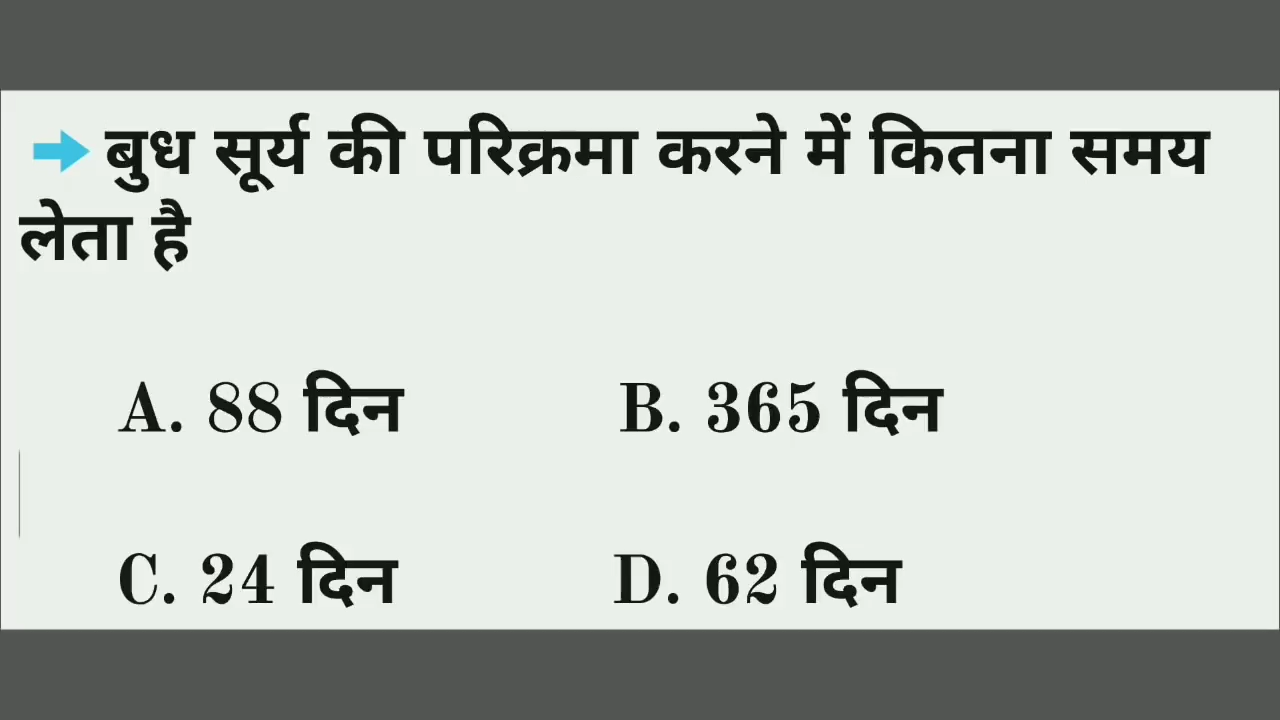 बुध सूर्य की परिक्रमा करने में कितना समय
लेता है
A. 88 दिन B. 365 दिन
C. 24 दिन D. 62 दिन